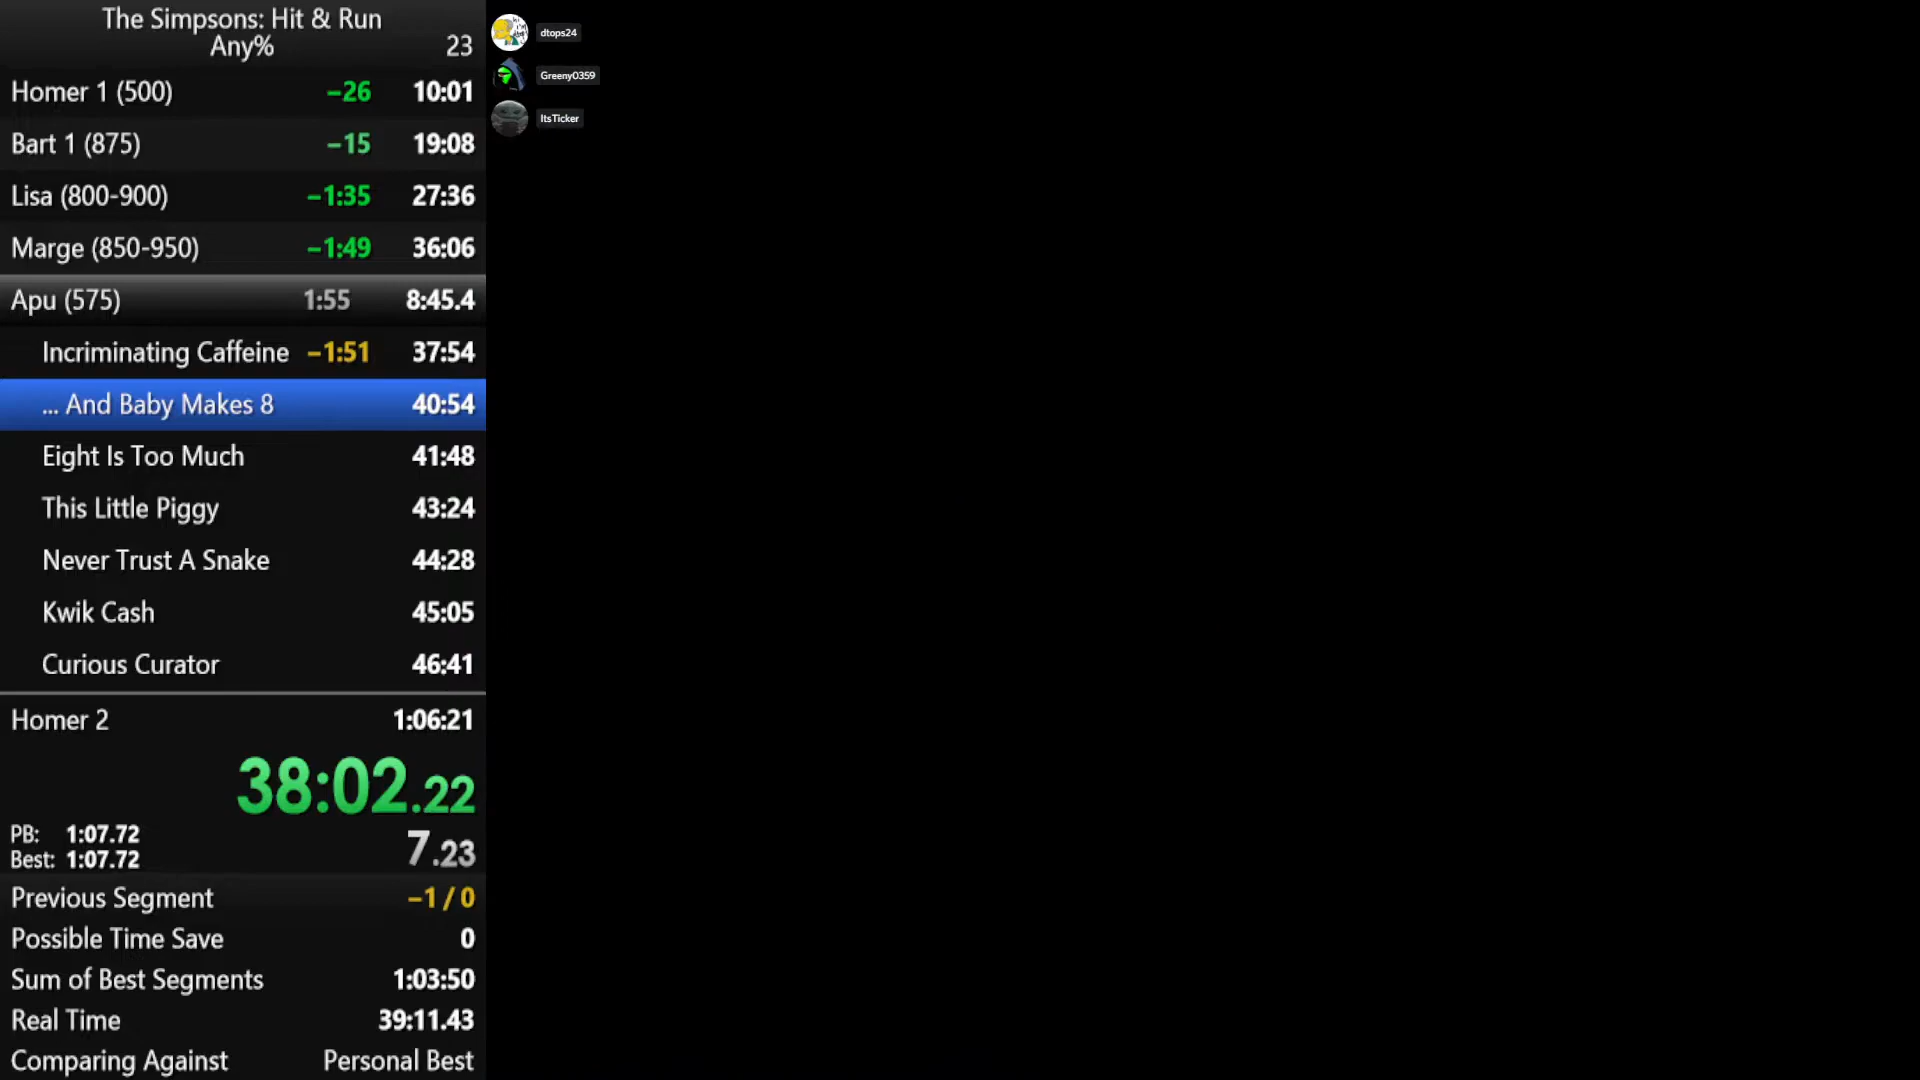 The Simpsons: Hit & Run
Any% 23
Homer 1 (500) −26 10:01
Bart 1 (875) −15 19:08
Lisa (800-900) −1:35 27:36
Marge (850-950) −1:49 36:06
Apu (575) 1:55 8:45.4
Incriminating Caffeine −1:51 37:54
... And Baby Makes 8 40:54
Eight Is Too Much 41:48
This Little Piggy 43:24
Never Trust A Snake 44:28
Kwik Cash 45:05
Curious Curator 46:41
Homer 2 1:06:21
38:02.22
PB: 1:07.72
Best: 1:07.72
7.23
Previous Segment −1 / 0
Possible Time Save 0
Sum of Best Segments 1:03:50
Real Time 39:11.43
Comparing Against Personal Best
dtops24
Greeny0359
ItsTicker